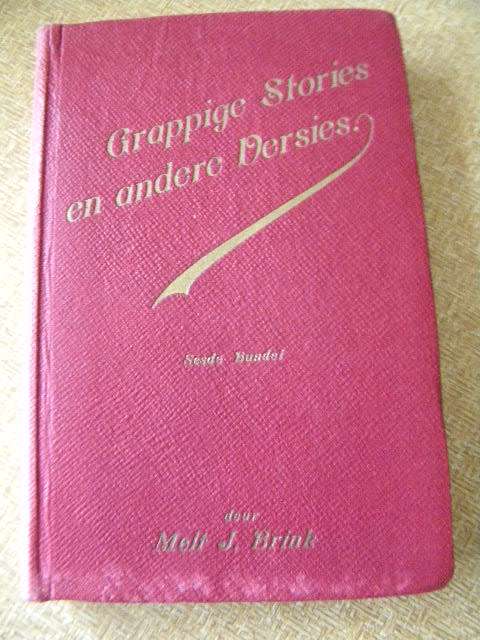 Grappige Stories
en andere Versies.
Sesde Bundel
deur
Melt J. Brink